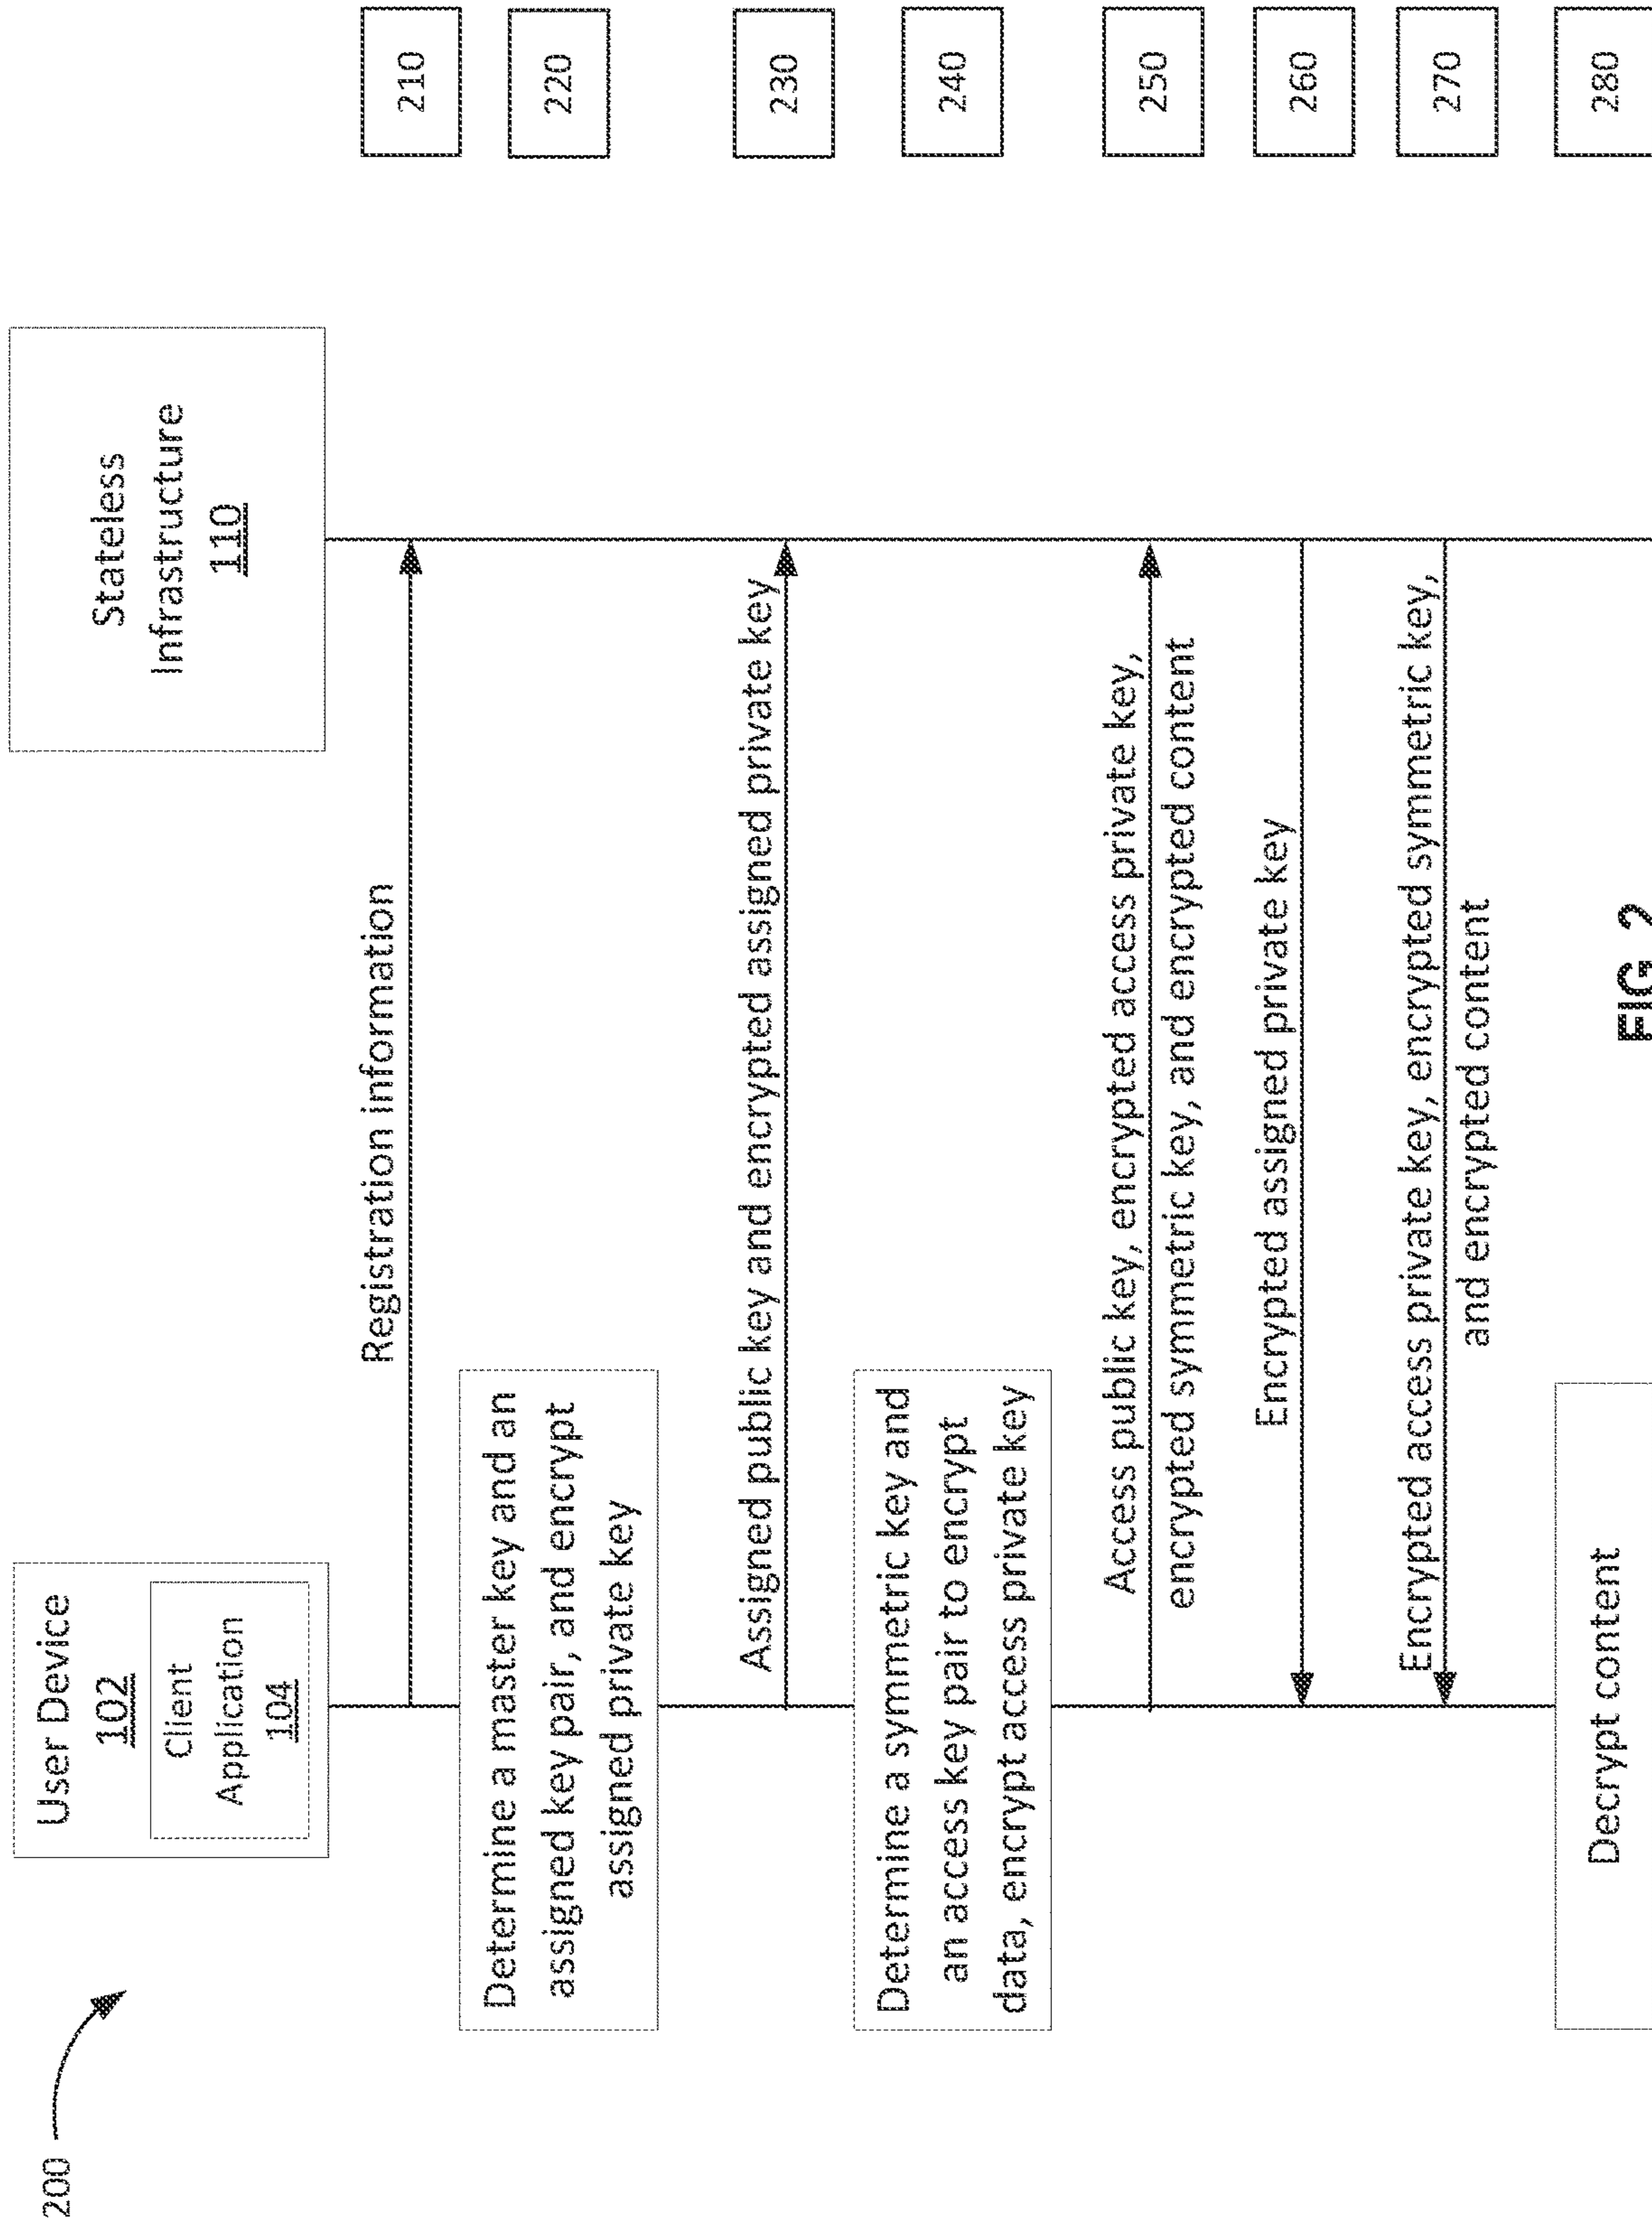 200
User Device
102
Client
Application
104
Stateless
Infrastructure
110
Registration information
210
Determine a master key and an
assigned key pair, and encrypt
assigned private key
220
Assigned public key and encrypted assigned private key
230
Determine a symmetric key and
an access key pair to encrypt
data, encrypt access private key
240
Access public key, encrypted access private key,
encrypted symmetric key, and encrypted content
250
Encrypted assigned private key
260
Encrypted access private key, encrypted symmetric key,
and encrypted content
270
Decrypt content
280
FIG. 2